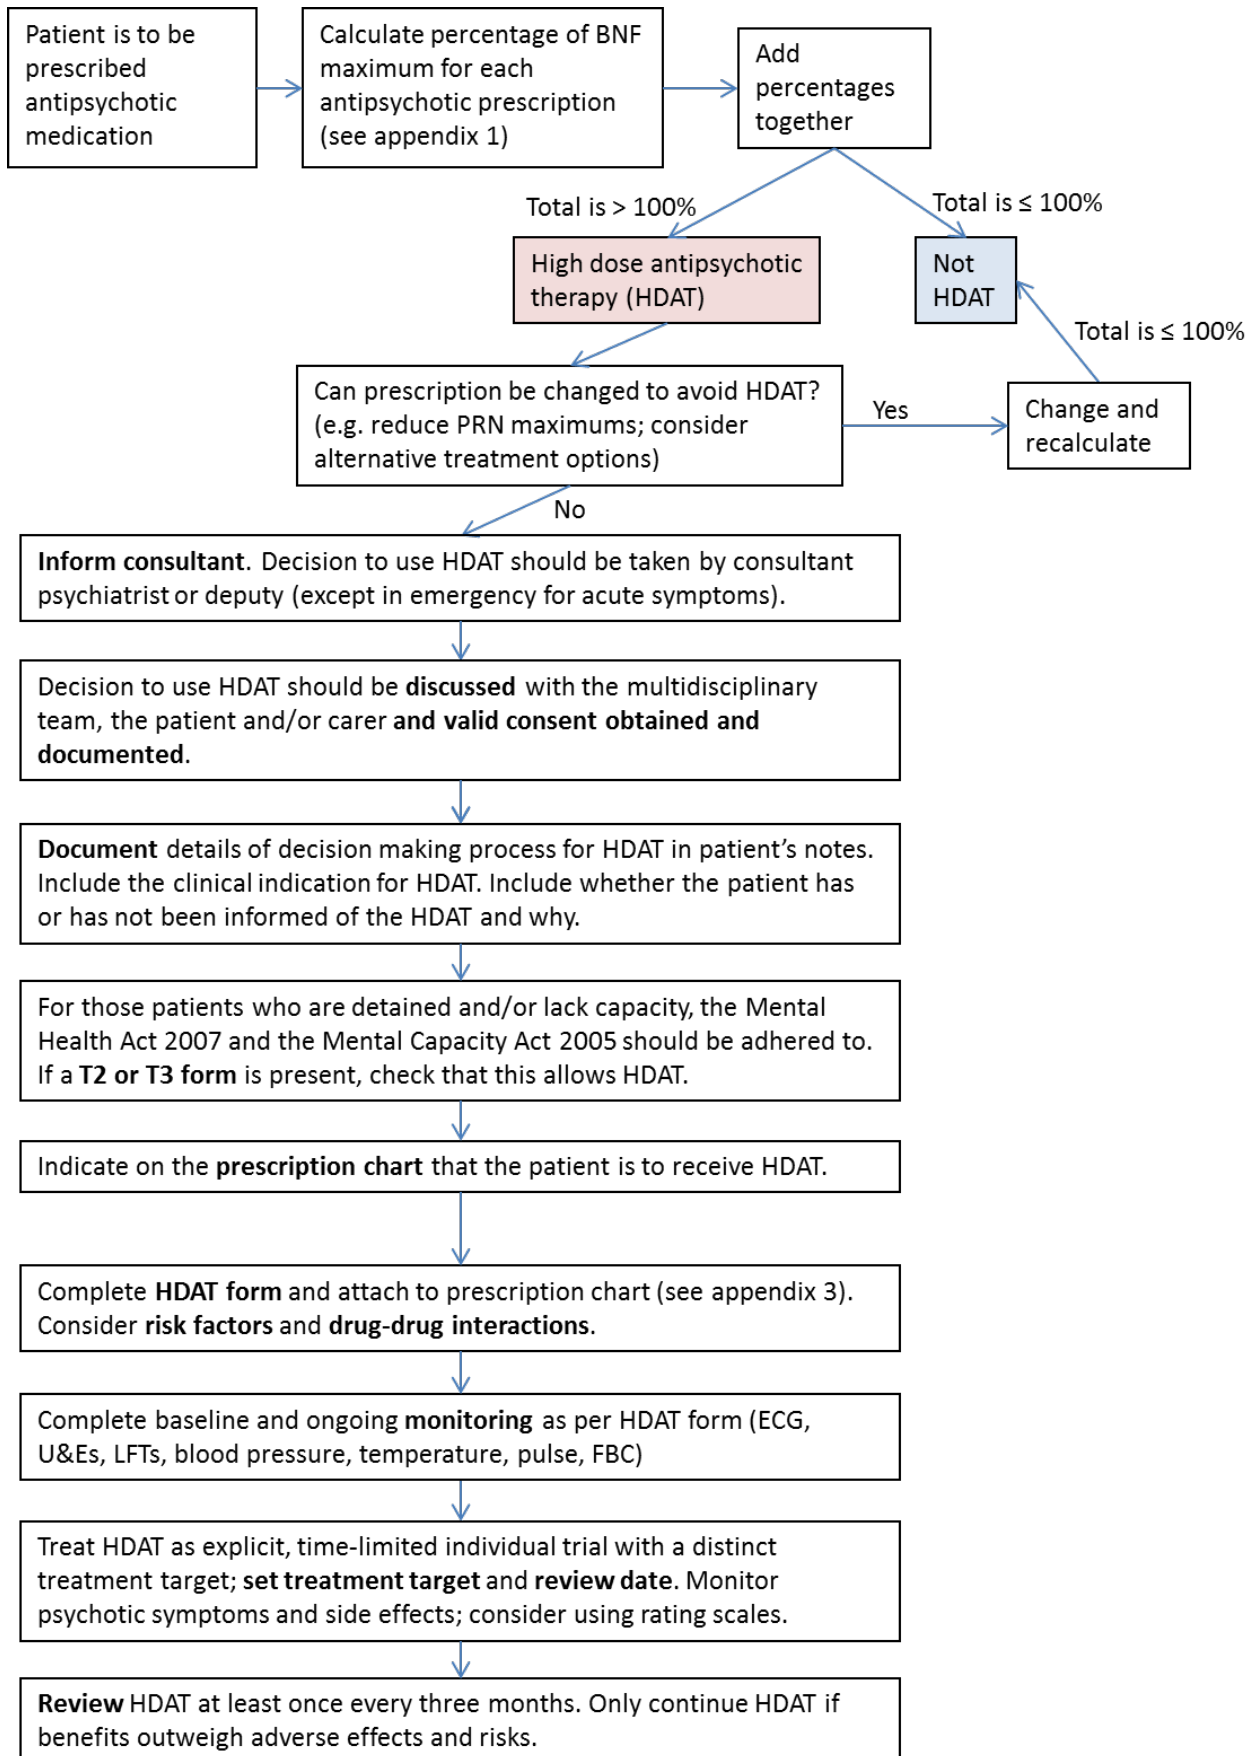 Patient is to be
prescribed
antipsychotic
medication
Calculate percentage of BNF
maximum for each
antipsychotic prescription
(see appendix 1)
Add
percentages
together
Total is > 100%
Total is ≤ 100%
High dose antipsychotic
therapy (HDAT)
Not
HDAT
Total is ≤ 100%
Can prescription be changed to avoid HDAT?
(e.g. reduce PRN maximums; consider
alternative treatment options)
Yes
Change and
recalculate
No
Inform consultant. Decision to use HDAT should be taken by consultant
psychiatrist or deputy (except in emergency for acute symptoms).
Decision to use HDAT should be discussed with the multidisciplinary
team, the patient and/or carer and valid consent obtained and
documented.
Document details of decision making process for HDAT in patient’s notes.
Include the clinical indication for HDAT. Include whether the patient has
or has not been informed of the HDAT and why.
For those patients who are detained and/or lack capacity, the Mental
Health Act 2007 and the Mental Capacity Act 2005 should be adhered to.
If a T2 or T3 form is present, check that this allows HDAT.
Indicate on the prescription chart that the patient is to receive HDAT.
Complete HDAT form and attach to prescription chart (see appendix 3).
Consider risk factors and drug-drug interactions.
Complete baseline and ongoing monitoring as per HDAT form (ECG,
U&Es, LFTs, blood pressure, temperature, pulse, FBC)
Treat HDAT as explicit, time-limited individual trial with a distinct
treatment target; set treatment target and review date. Monitor
psychotic symptoms and side effects; consider using rating scales.
Review HDAT at least once every three months. Only continue HDAT if
benefits outweigh adverse effects and risks.